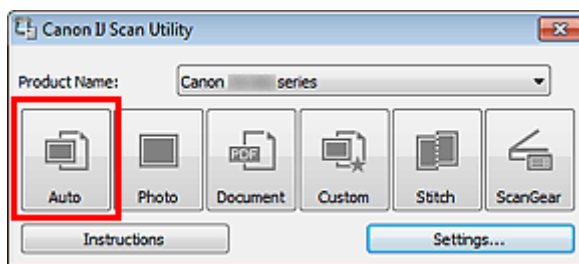 Canon IJ Scan Utility
Product Name: Canon series
Auto Photo PDF Document Custom Stitch ScanGear
Instructions Settings...